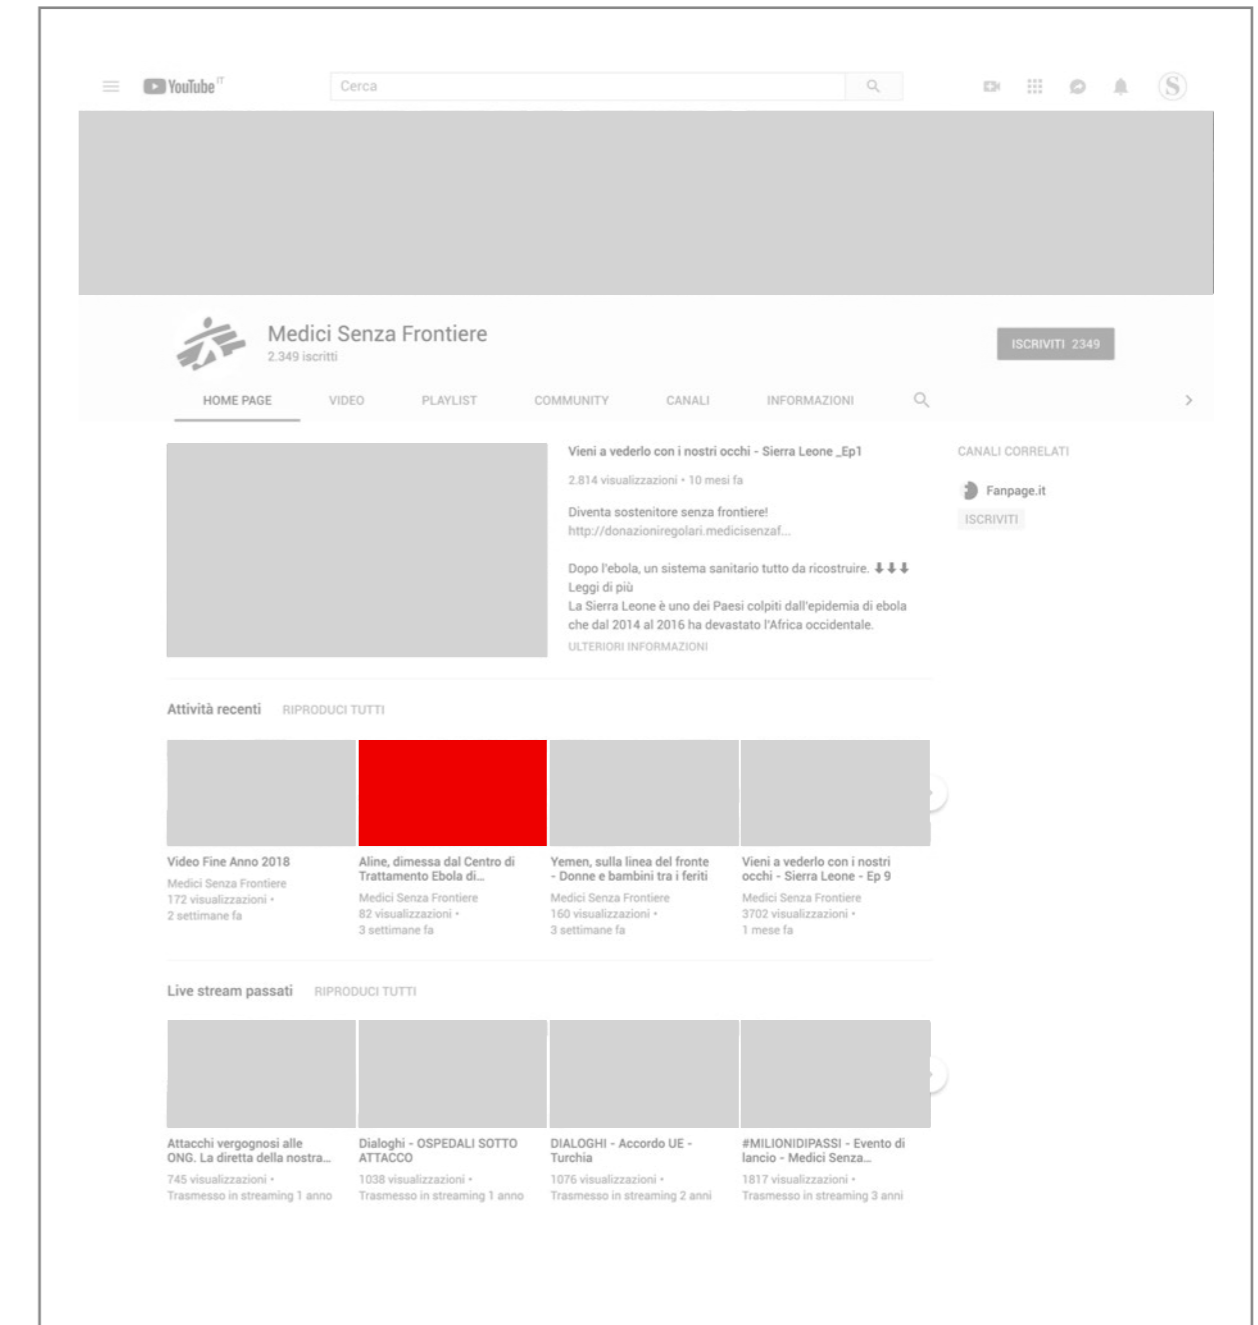 YouTube IT
Cerca
S
Medici Senza Frontiere
2.349 iscritti
ISCRIVITI 2349
HOME PAGE VIDEO PLAYLIST COMMUNITY CANALI INFORMAZIONI
Vieni a vederlo con i nostri occhi - Sierra Leone _Ep1
2.814 visualizzazioni • 10 mesi fa
Diventa sostenitore senza frontiere!
http://donazioniregolari.medicisenzaf...
Dopo l'ebola, un sistema sanitario tutto da ricostruire. ⬇⬇⬇
Leggi di più
La Sierra Leone è uno dei Paesi colpiti dall'epidemia di ebola
che dal 2014 al 2016 ha devastato l'Africa occidentale.
ULTERIORI INFORMAZIONI
CANALI CORRELATI
Fanpage.it
ISCRIVITI
Attività recenti RIPRODUCI TUTTI
Video Fine Anno 2018
Medici Senza Frontiere
172 visualizzazioni •
2 settimane fa
Aline, dimessa dal Centro di
Trattamento Ebola di...
Medici Senza Frontiere
82 visualizzazioni •
3 settimane fa
Yemen, sulla linea del fronte
- Donne e bambini tra i feriti
Medici Senza Frontiere
160 visualizzazioni •
3 settimane fa
Vieni a vederlo con i nostri
occhi - Sierra Leone - Ep 9
Medici Senza Frontiere
3702 visualizzazioni •
1 mese fa
Live stream passati RIPRODUCI TUTTI
Attacchi vergognosi alle
ONG. La diretta della nostra...
745 visualizzazioni •
Trasmesso in streaming 1 anno
Dialoghi - OSPEDALI SOTTO
ATTACCO
1038 visualizzazioni •
Trasmesso in streaming 1 anno
DIALOGHI - Accordo UE -
Turchia
1076 visualizzazioni •
Trasmesso in streaming 2 anni
#MILIONIDIPASSI - Evento di
lancio - Medici Senza...
1817 visualizzazioni •
Trasmesso in streaming 3 anni